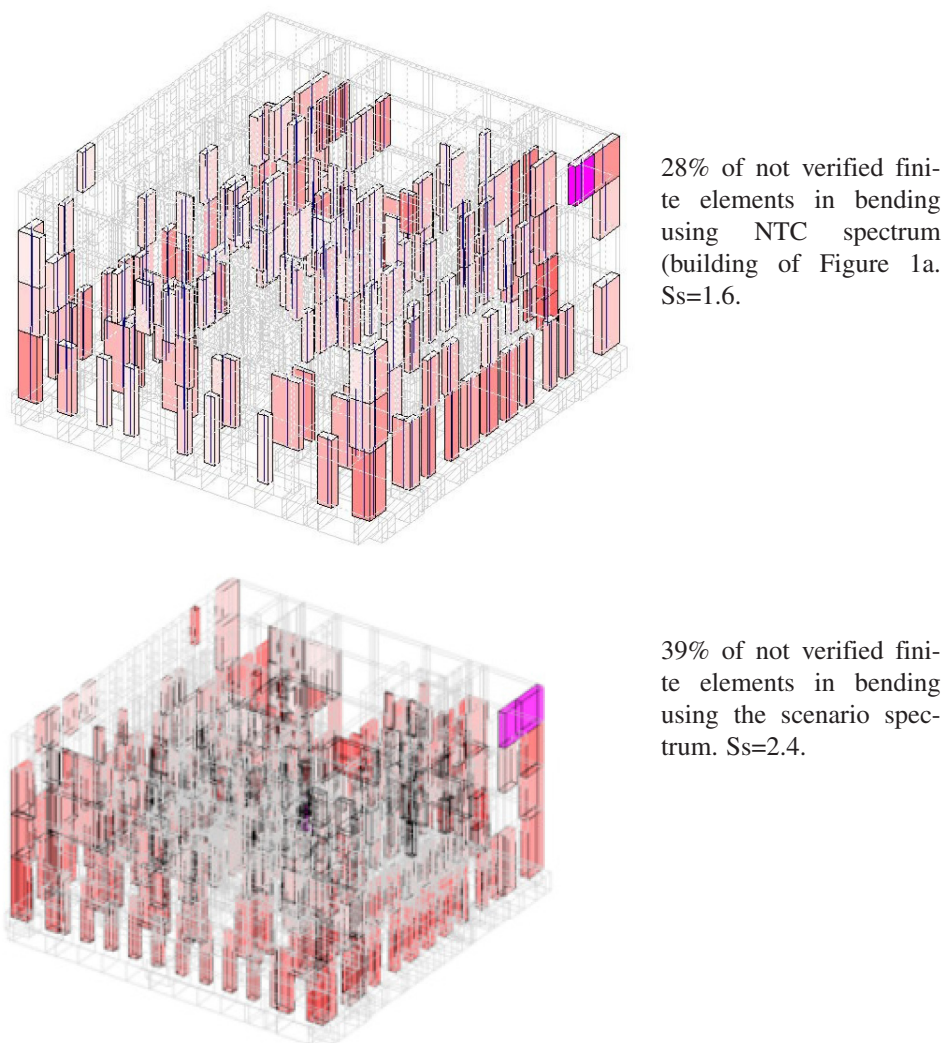 28% of not verified fini-
te elements in bending
using NTC spectrum
(building of Figure 1a.
Ss=1.6.
39% of not verified fini-
te elements in bending
using the scenario spec-
trum. Ss=2.4.